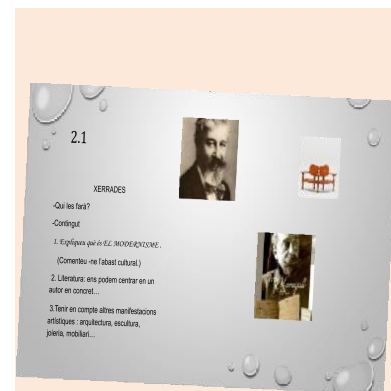 2.1
XERRADES
-Qui les farà?
-Contingut
1. Expliqueu què és EL MODERNISME .
(Comenteu -ne l'abast cultural.)
2. Literatura: ens podem centrar en un
autor en concret…
3.Tenir en compte altres manifestacions
artístiques : arquitectura, escultura,
joieria, mobiliari…